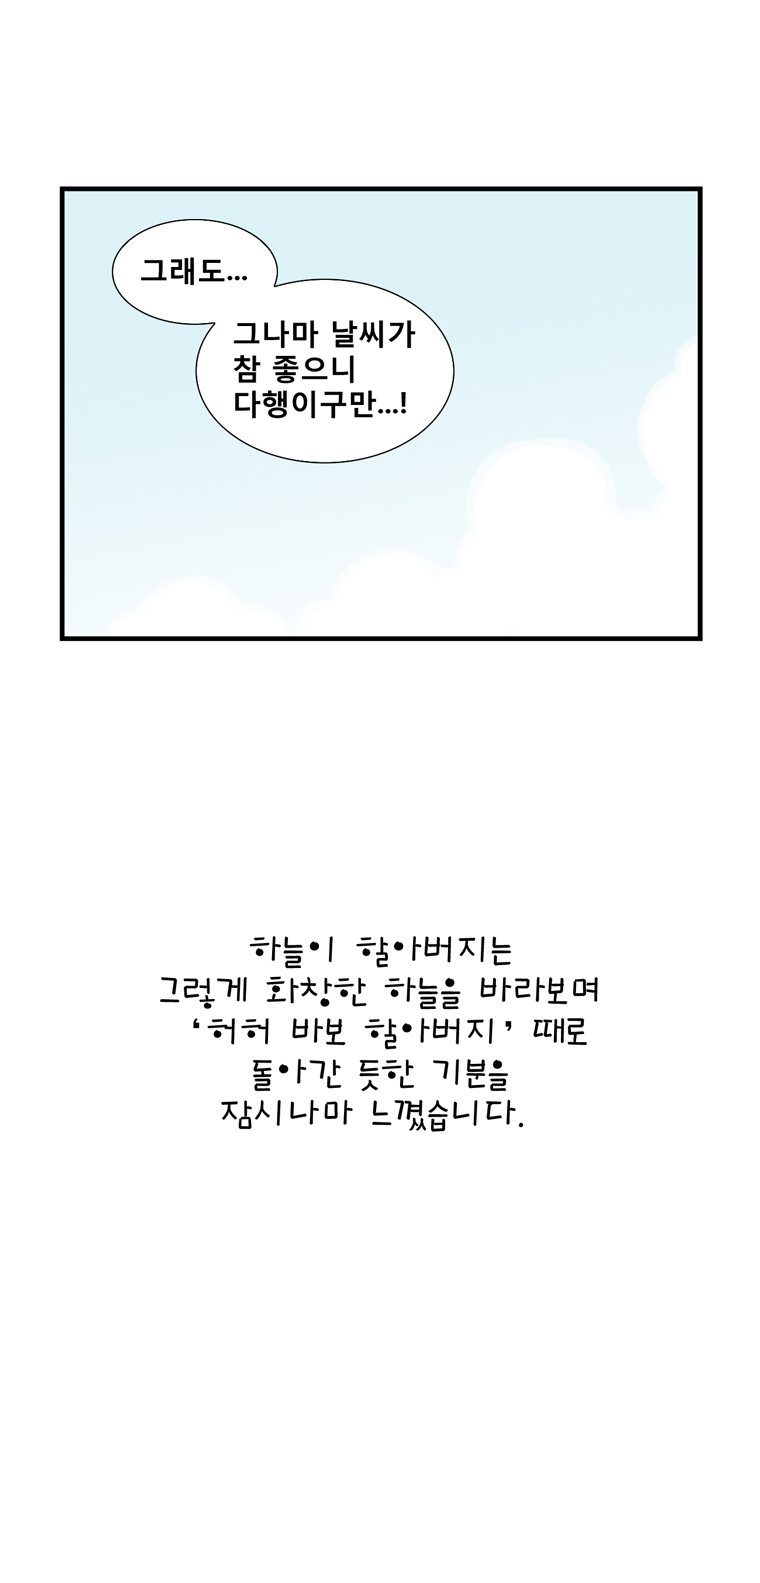 그래도...
그나마 날씨가
참 좋으니
다행이구만...!
하늘이 할아버지는
그렇게 화창한 하늘을 바라보며
‘허허 바보 할아버지’ 때로
돌아간 듯한 기분을
잠시나마 느꼈습니다.